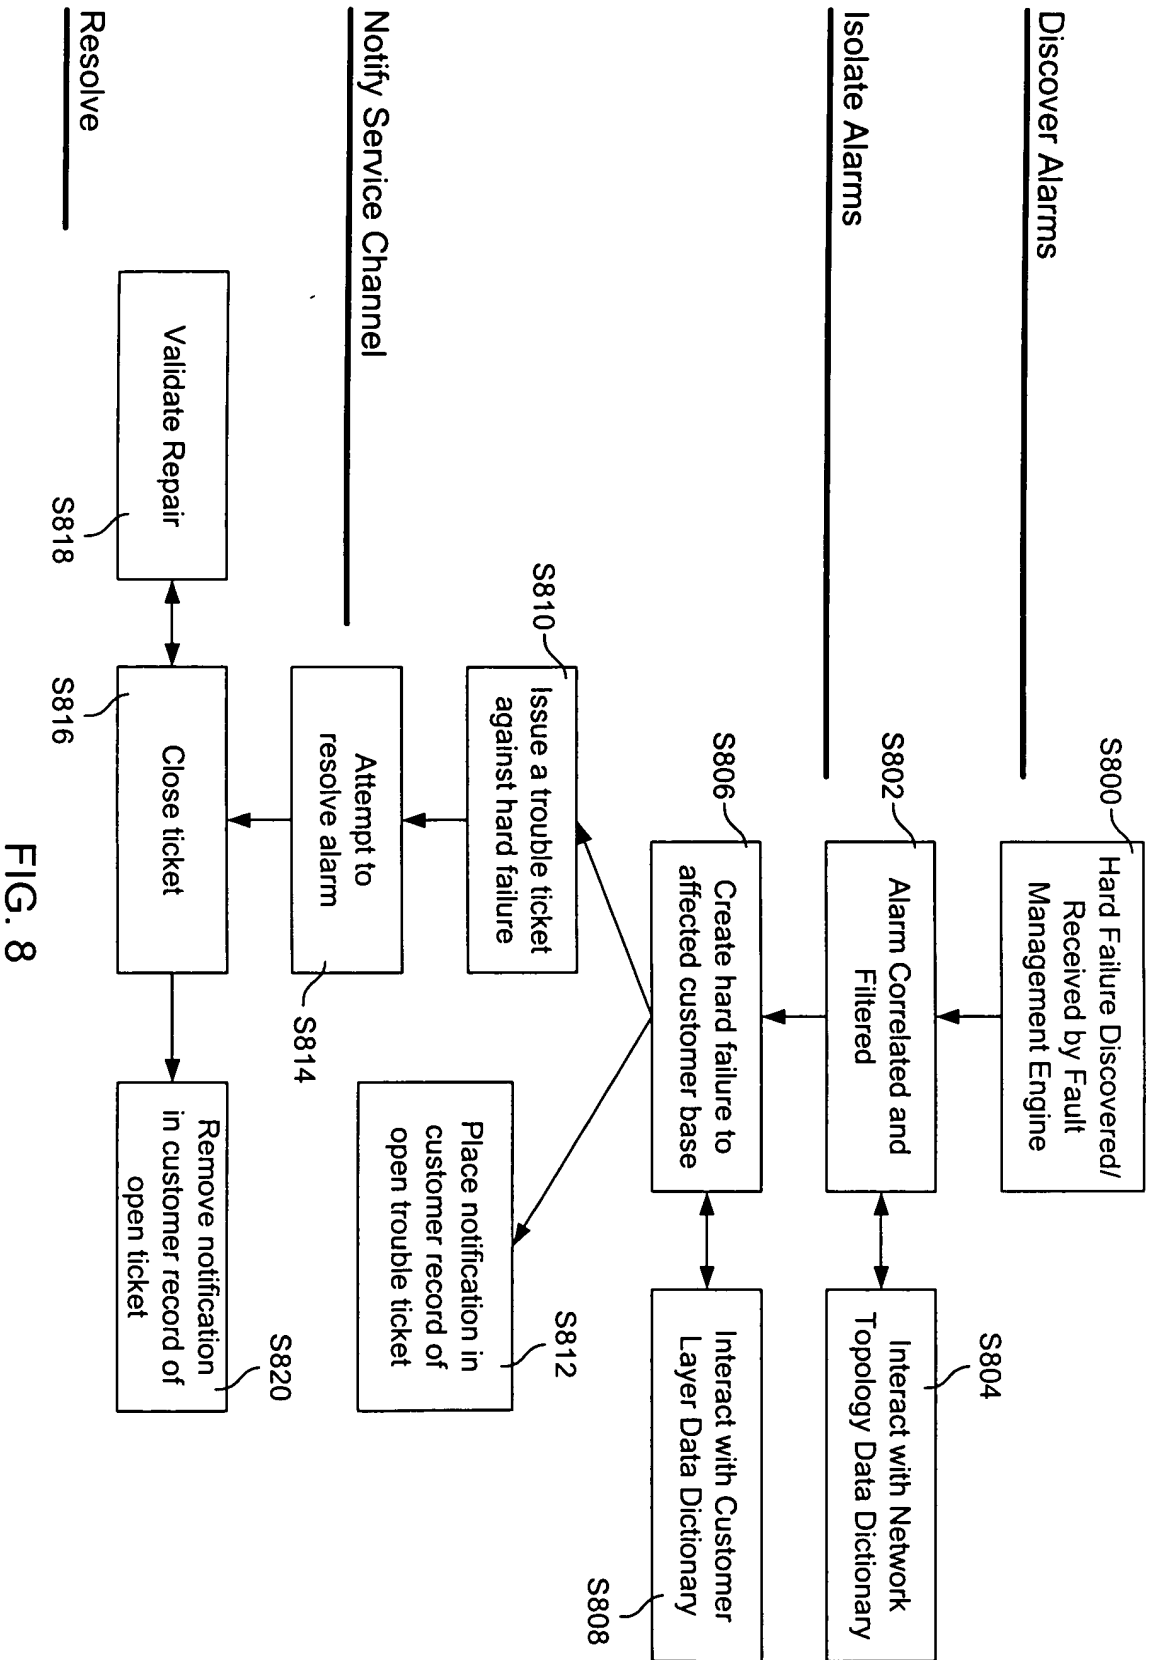 Discover Alarms
S800
Hard Failure Discovered/
Received by Fault
Management Engine
Isolate Alarms
S802
Alarm Correlated and
Filtered
S804
Interact with Network
Topology Data Dictionary
S806
Create hard failure to
affected customer base
Interact with Customer
Layer Data Dictionary
S808
S810
Issue a trouble ticket
against hard failure
S812
Place notification in
customer record of
open trouble ticket
Notify Service Channel
Attempt to
resolve alarm
S814
Resolve
Validate Repair
S818
Close ticket
S816
S820
Remove notification
in customer record of
open ticket
FIG. 8